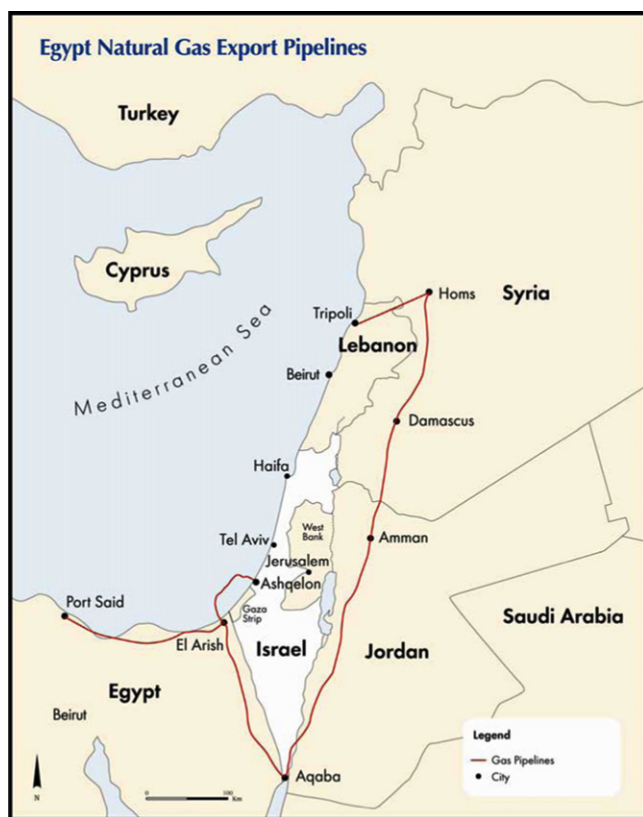 Egypt Natural Gas Export Pipelines
Turkey
Cyprus
Mediterranean Sea
Homs
Syria
Tripoli
Lebanon
Beirut
Damascus
Haifa
West
Bank
Tel Aviv
Amman
Jerusalem
Ashqelon
Port Said
Gaza
Strip
Saudi Arabia
El Arish
Israel
Jordan
Egypt
Beirut
Legend
Gas Pipelines
City
Aqaba
N
0
100
Km